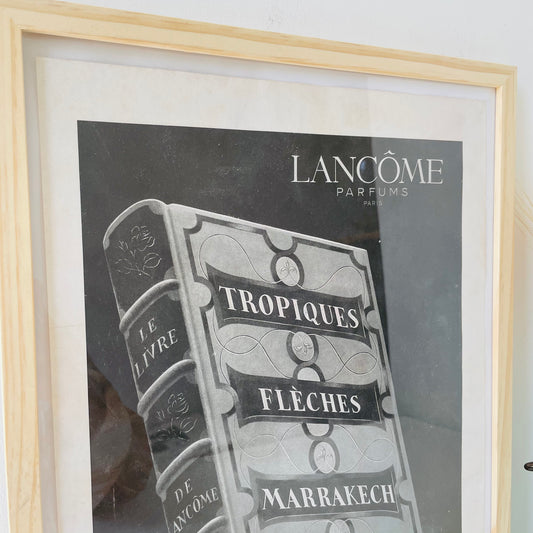 LANCÔME
PARFUMS
PARIS
LE
LIVRE
DE
LANCÔME
TROPIQUES
FLÈCHES
MARRAKECH